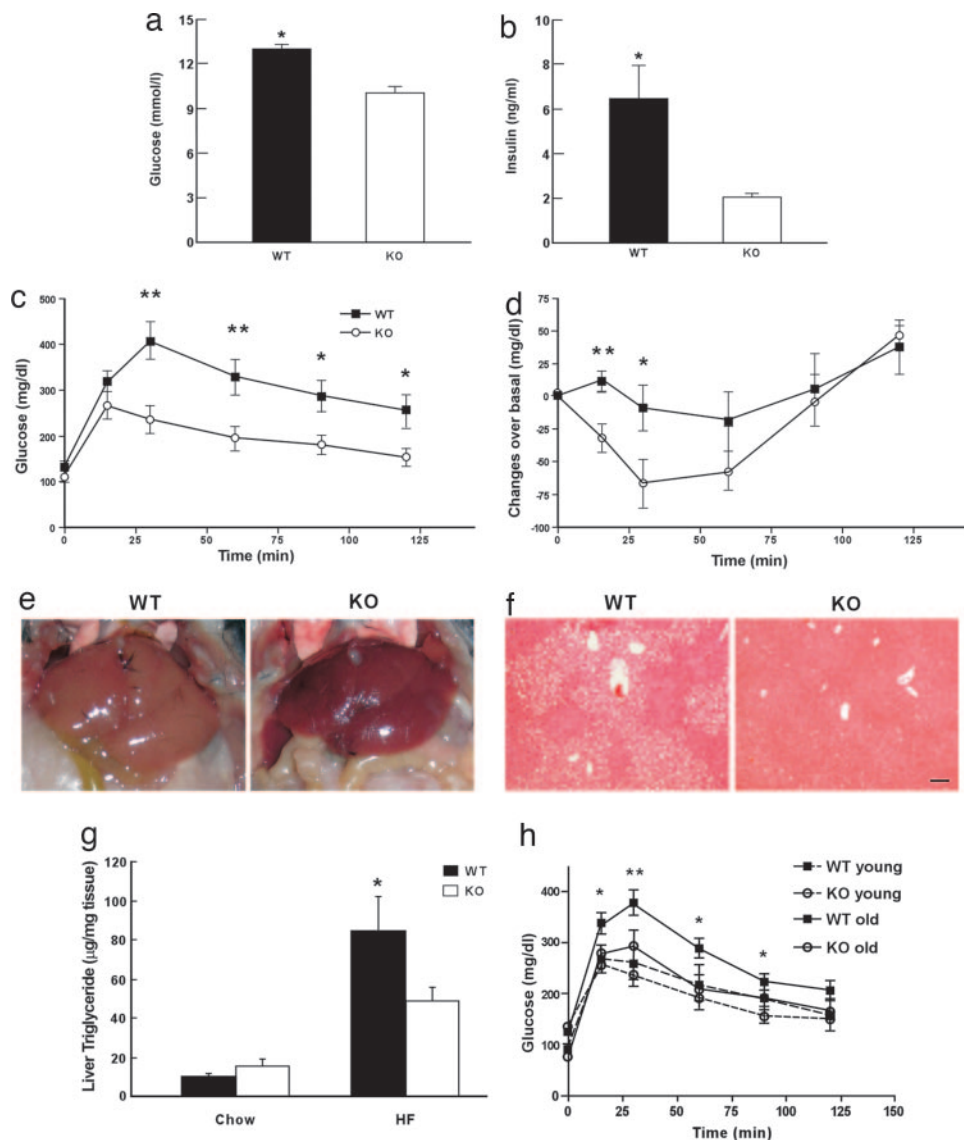 a
Glucose (mmol/l)
15
12
9
6
3
0
*
WT
KO
b
Insulin (ng/ml)
10
8
6
4
2
0
*
WT
KO
c
Glucose (mg/dl)
500
400
300
200
100
0
**
**
*
*
WT
KO
0
25
50
75
100
125
Time (min)
d
Changes over basal (mg/dl)
75
50
25
0
-25
-50
-75
-100
**
*
0
25
50
75
100
125
Time (min)
e
WT
KO
f
WT
KO
g
Liver Triglyceride (µg/mg tissue)
120
100
80
60
40
20
0
*
WT
KO
Chow
HF
h
Glucose (mg/dl)
400
300
200
100
0
*
**
*
*
WT young
KO young
WT old
KO old
0
25
50
75
100
125
150
Time (min)